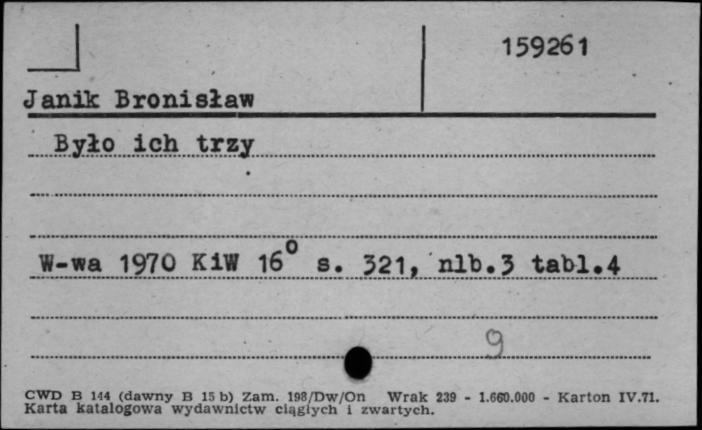 159261
Janik Bronisław
Było ich trzy
W-wa 1970 KiW 16° s. 321, nlb.3 tabl.4
9
CWD B 144 (dawny B 15 b) Zam. 198/Dw/On Wrak 239 - 1.660.000 - Karton IV.71.
Karta katalogowa wydawnictw ciągłych i zwartych.